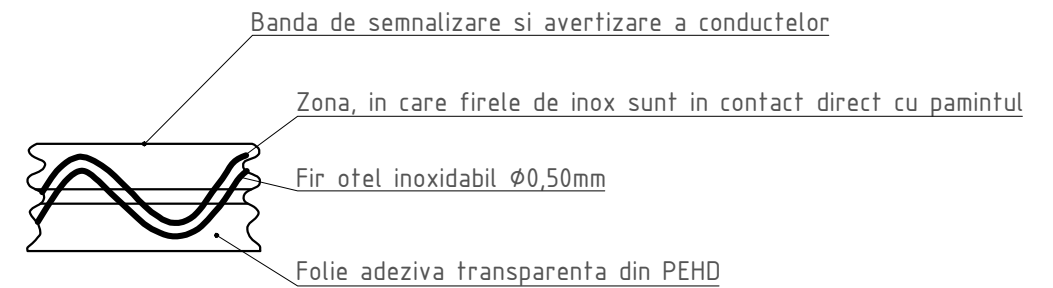 Banda de semnalizare si avertizare a conductelor
Zona, in care firele de inox sunt in contact direct cu pamintul
Fir otel inoxidabil Ø0,50mm
Folie adeziva transparenta din PEHD